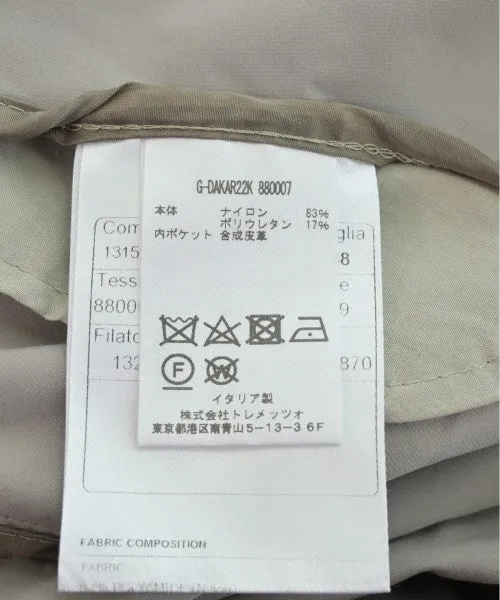 G-DAKAR22K 880007
本体 ナイロン 83%
ポリウレタン 17%
内ポケット 合成皮革
F
W
イタリア製
株式会社トレメッツォ
東京都港区南青山5-13-3 6F
Com
glia
1315
8
Tess
e
8800
9
Filato
132
870
FABRIC COMPOSITION
FABRIC